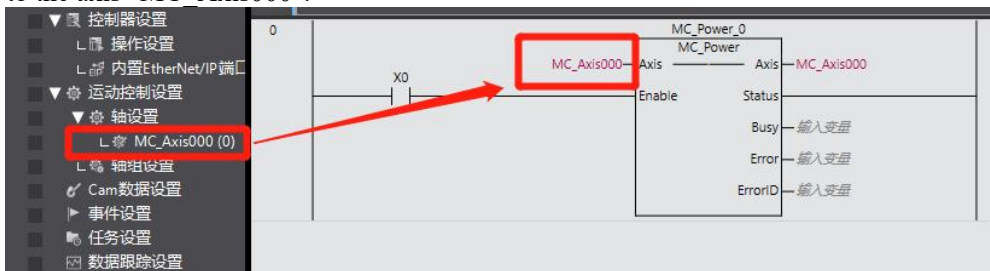 to the axis "MC_Axis000".
▼ 控制器设置
操作设置
内置EtherNet/IP端口
▼ 运动控制设置
▼ 轴设置
MC_Axis000 (0)
轴组设置
Cam数据设置
事件设置
任务设置
数据跟踪设置
0
MC_Power_0
MC_Power
MC_Axis000 Axis Axis MC_Axis000
X0
Enable Status
Busy 输入变量
Error 输入变量
ErrorID 输入变量